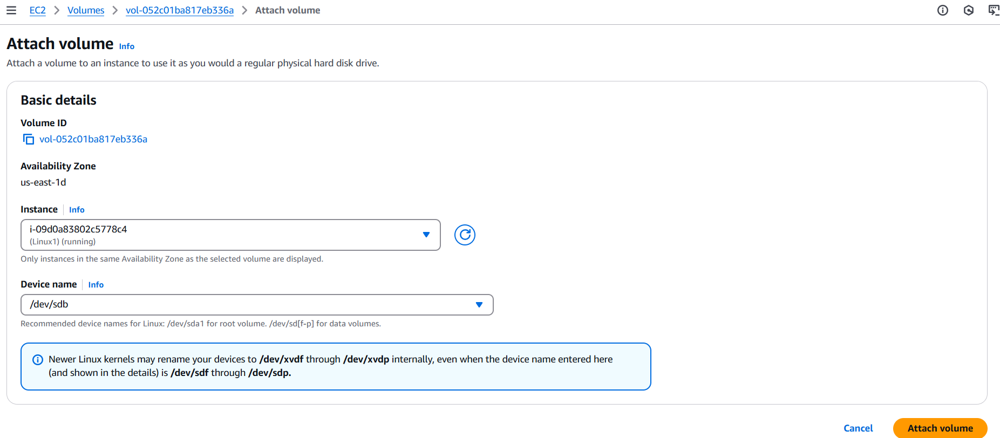 EC2 > Volumes > vol-052c01ba817eb336a > Attach volume
Attach volume Info
Attach a volume to an instance to use it as you would a regular physical hard disk drive.
Basic details
Volume ID
vol-052c01ba817eb336a
Availability Zone
us-east-1d
Instance | Info
i-09d0a83802c5778c4
(Linux1) (running)
Only instances in the same Availability Zone as the selected volume are displayed.
Device name | Info
/dev/sdb
Recommended device names for Linux: /dev/sda1 for root volume. /dev/sd[f-p] for data volumes.
Newer Linux kernels may rename your devices to /dev/xvdf through /dev/xvdp internally, even when the device name entered here
(and shown in the details) is /dev/sdf through /dev/sdp.
Cancel Attach volume